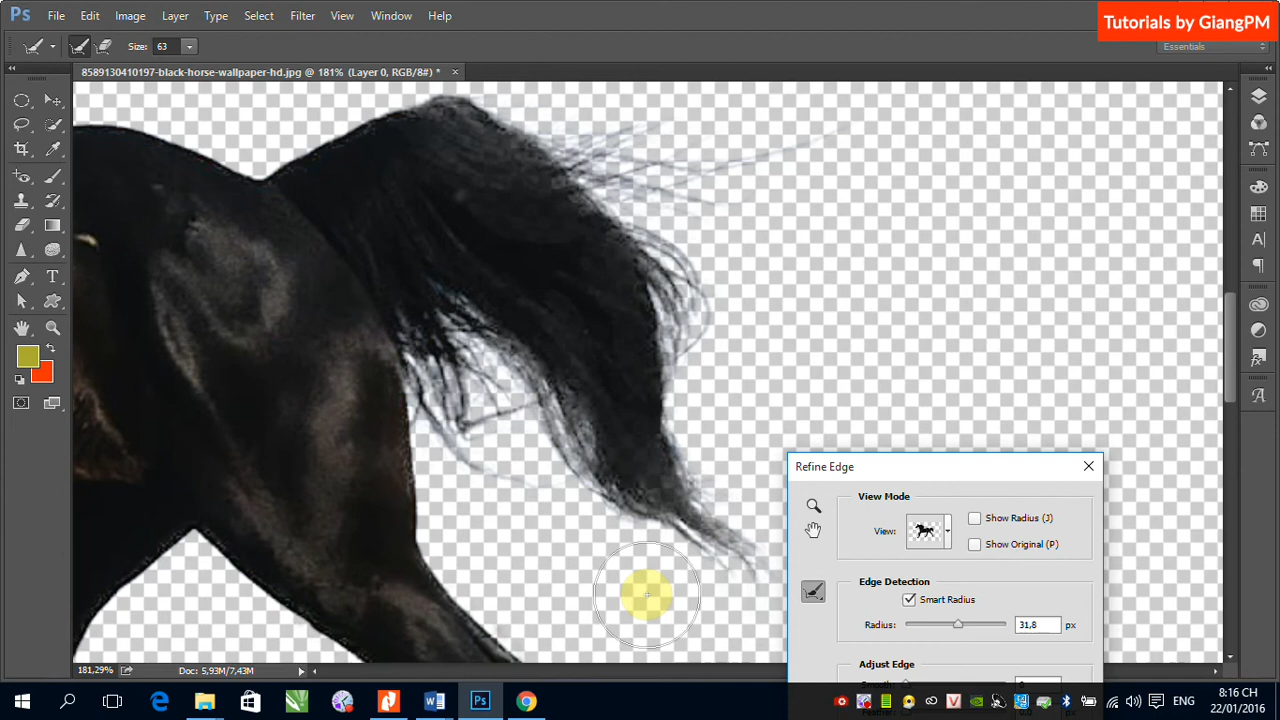 Ps File Edit Image Layer Type Select Filter View Window Help
Tutorials by GiangPM
Size: 63
Essentials
8589130410197-black-horse-wallpaper-hd.jpg @ 181% (Layer 0, RGB/8#) * ×
Refine Edge
View Mode
View:
Show Radius (J)
Show Original (P)
Edge Detection
Smart Radius
Radius: 31,8 px
Adjust Edge
181,29% Doc: 5,93M/7,43M
ENG
8:16 CH
22/01/2016